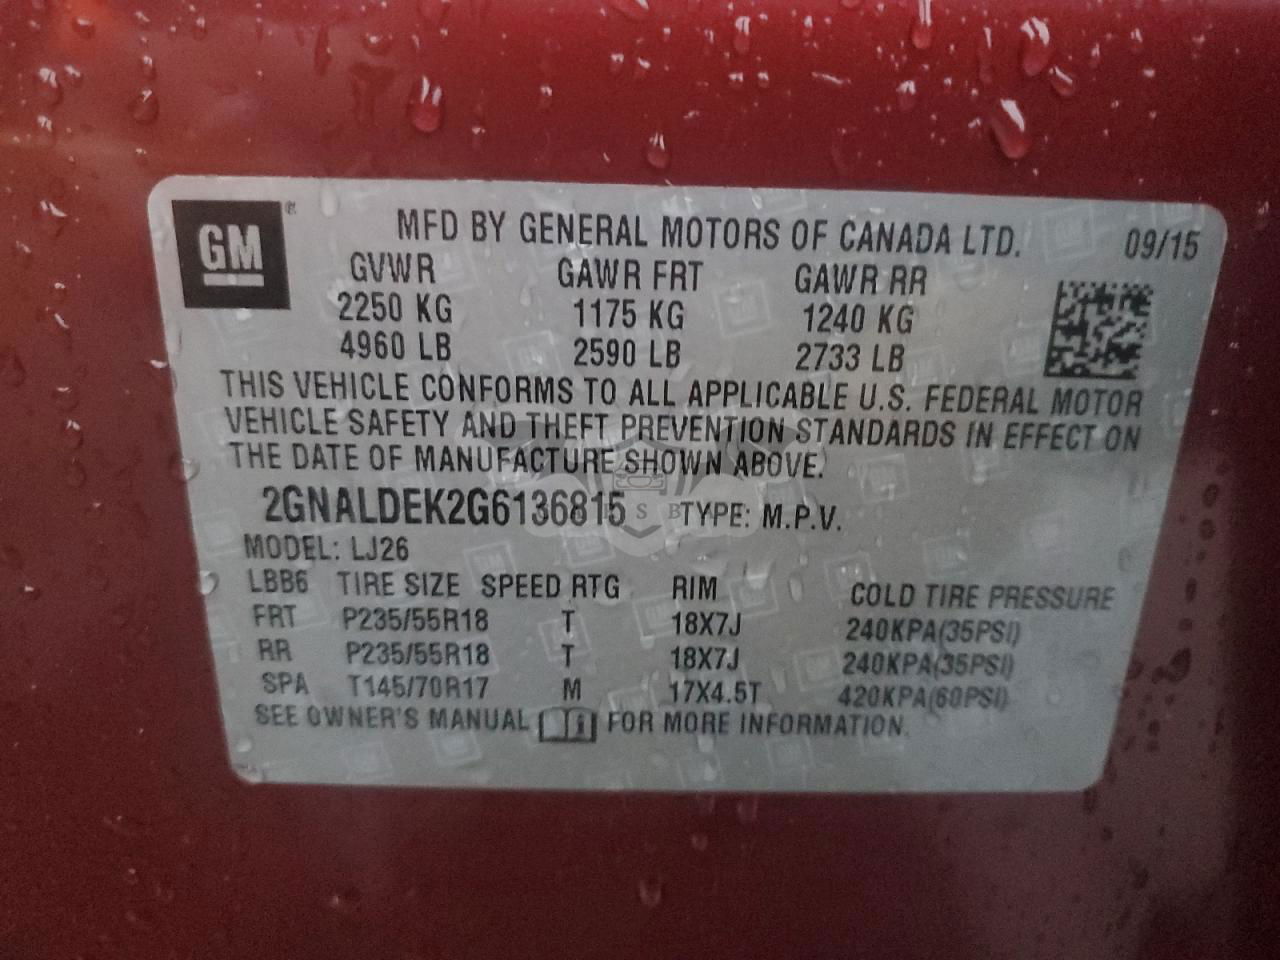 GM ®
MFD BY GENERAL MOTORS OF CANADA LTD. 09/15
GVWR GAWR FRT GAWR RR
2250 KG 1175 KG 1240 KG
4960 LB 2590 LB 2733 LB
THIS VEHICLE CONFORMS TO ALL APPLICABLE U.S. FEDERAL MOTOR
VEHICLE SAFETY AND THEFT PREVENTION STANDARDS IN EFFECT ON
THE DATE OF MANUFACTURE SHOWN ABOVE.
2GNALDEK2G6136815 TYPE: M.P.V.
MODEL: LJ26
LBB6 TIRE SIZE SPEED RTG RIM COLD TIRE PRESSURE
FRT P235/55R18 T 18X7J 240KPA(35PSI)
RR P235/55R18 T 18X7J 240KPA(35PSI)
SPA T145/70R17 M 17X4.5T 420KPA(60PSI)
SEE OWNER'S MANUAL FOR MORE INFORMATION.